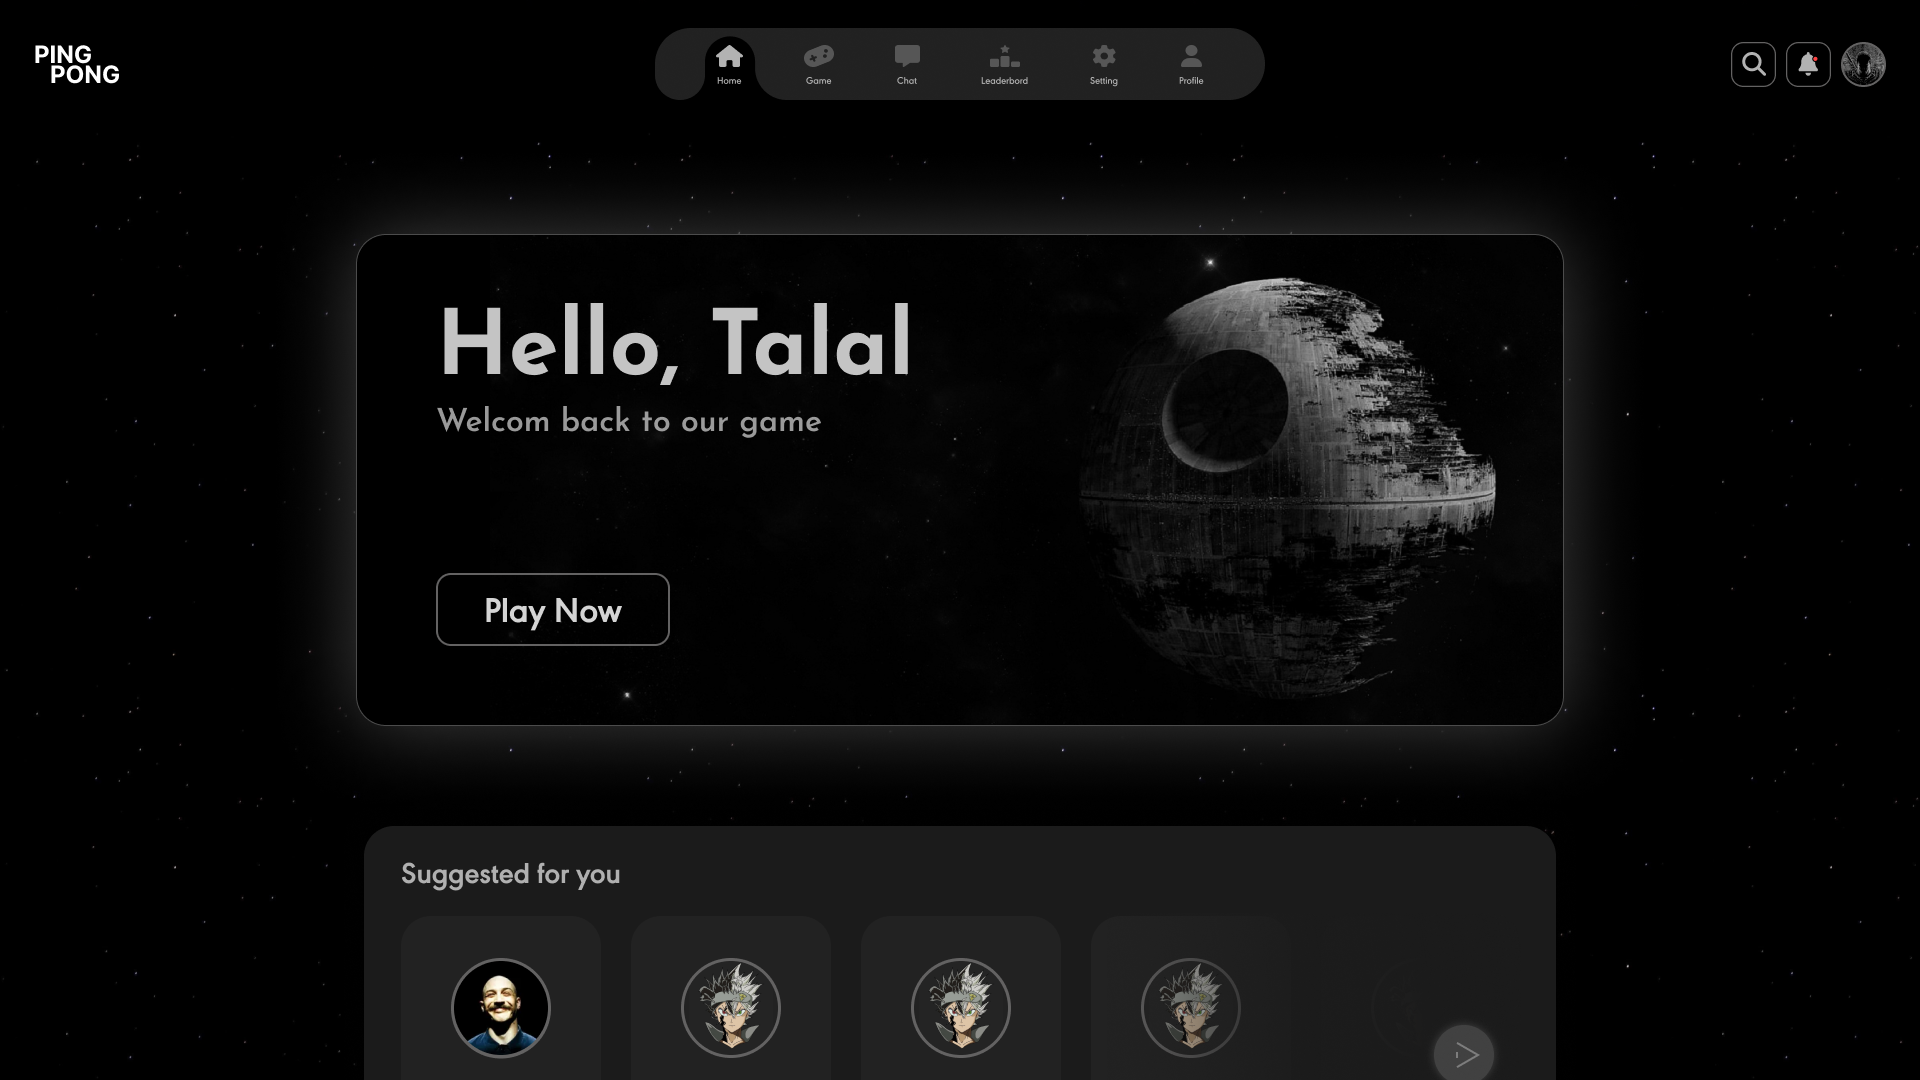 PING
PONG
Home
Game
Chat
Leaderbord
Setting
Profile
Hello, Talal
Welcom back to our game
Play Now
Suggested for you